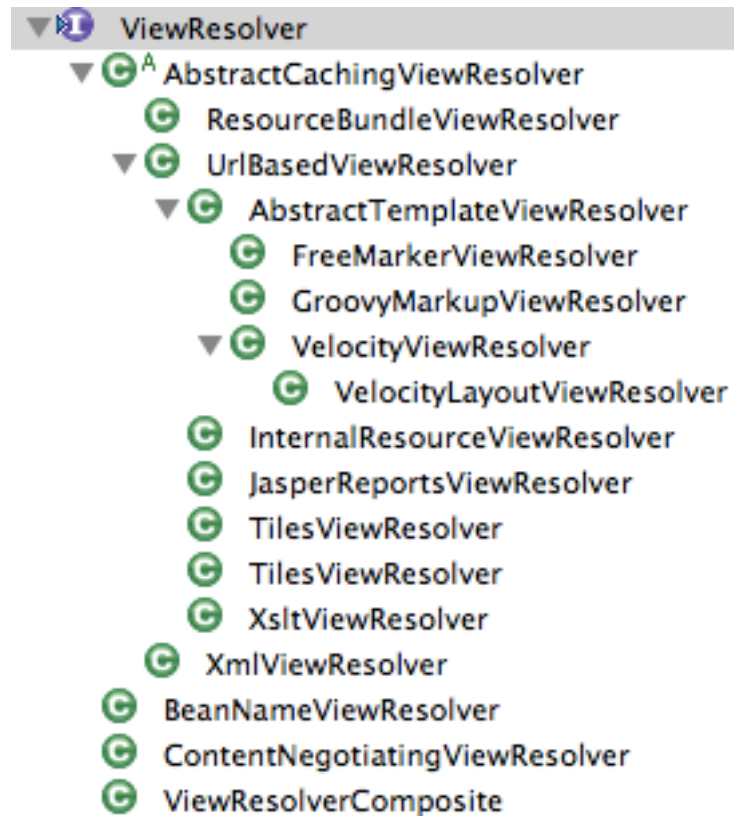 I ViewResolver
C A AbstractCachingViewResolver
C ResourceBundleViewResolver
C UrlBasedViewResolver
C AbstractTemplateViewResolver
C FreeMarkerViewResolver
C GroovyMarkupViewResolver
C VelocityViewResolver
C VelocityLayoutViewResolver
C InternalResourceViewResolver
C JasperReportsViewResolver
C TilesViewResolver
C TilesViewResolver
C XsltViewResolver
C XmlViewResolver
C BeanNameViewResolver
C ContentNegotiatingViewResolver
C ViewResolverComposite